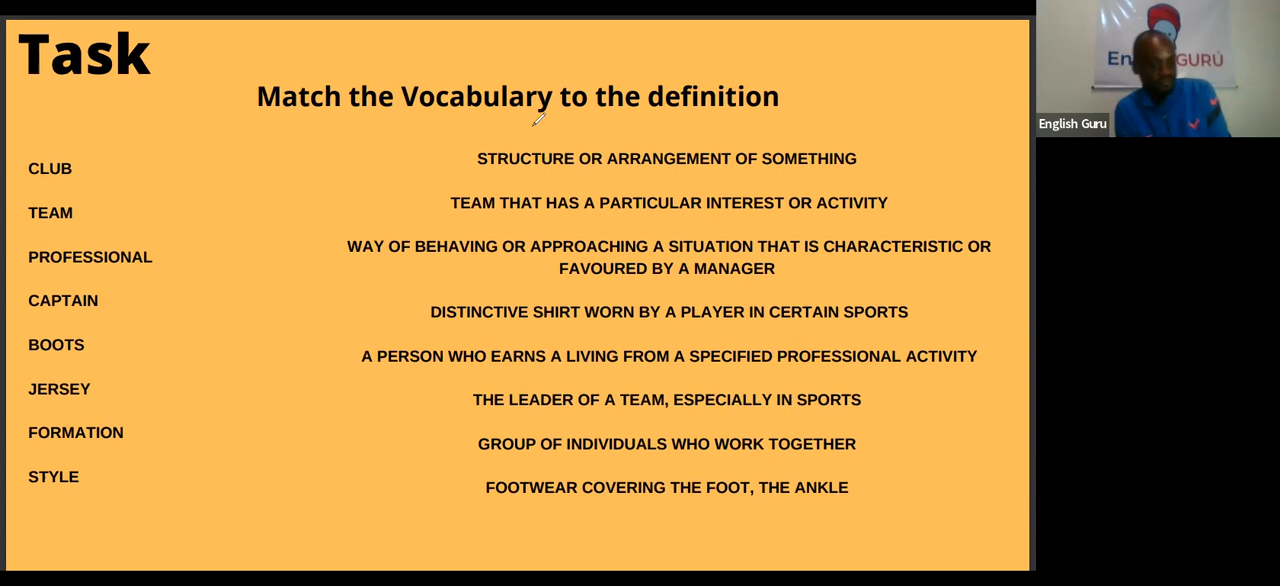 Task
Match the Vocabulary to the definition
CLUB
TEAM
PROFESSIONAL
CAPTAIN
BOOTS
JERSEY
FORMATION
STYLE
STRUCTURE OR ARRANGEMENT OF SOMETHING
TEAM THAT HAS A PARTICULAR INTEREST OR ACTIVITY
WAY OF BEHAVING OR APPROACHING A SITUATION THAT IS CHARACTERISTIC OR
FAVOURED BY A MANAGER
DISTINCTIVE SHIRT WORN BY A PLAYER IN CERTAIN SPORTS
A PERSON WHO EARNS A LIVING FROM A SPECIFIED PROFESSIONAL ACTIVITY
THE LEADER OF A TEAM, ESPECIALLY IN SPORTS
GROUP OF INDIVIDUALS WHO WORK TOGETHER
FOOTWEAR COVERING THE FOOT, THE ANKLE
En GURÚ
English Guru